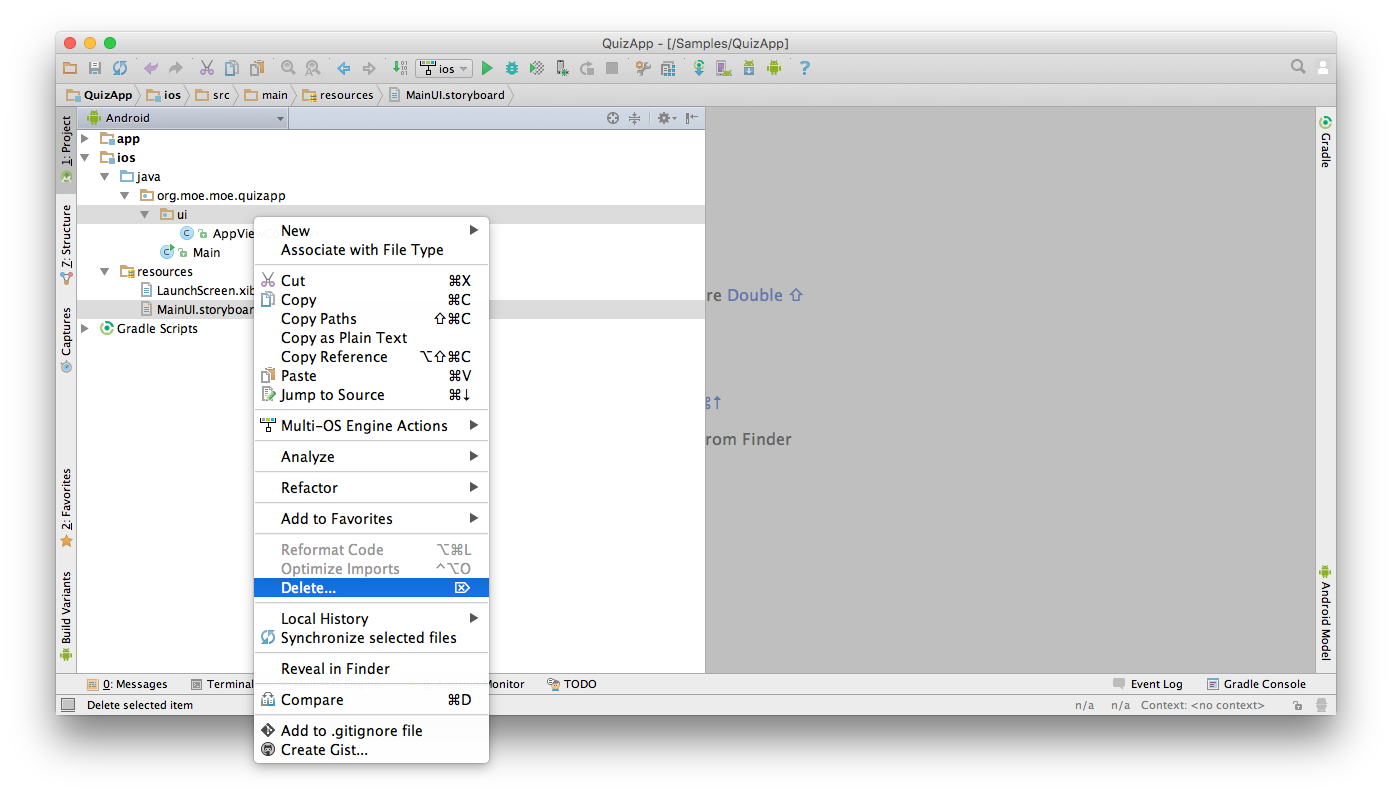 QuizApp - [/Samples/QuizApp]
ios
QuizApp ios src main resources MainUI.storyboard
Android
1: Project
Z: Structure
Captures
2: Favorites
Build Variants
app
ios
java
org.moe.moe.quizapp
ui
AppVie
Main
resources
LaunchScreen.xib
MainUI.storyboar
Gradle Scripts
New
Associate with File Type
Cut ⌘X
Copy ⌘C
Copy Paths ⇧⌘C
Copy as Plain Text
Copy Reference ⌥⇧⌘C
Paste ⌘V
Jump to Source ⌘↓
Multi-OS Engine Actions
Analyze
Refactor
Add to Favorites
Reformat Code ⌥⌘L
Optimize Imports ^⌥O
Delete... ⌦
Local History
Synchronize selected files
Reveal in Finder
Compare ⌘D
Add to .gitignore file
Create Gist...
re Double ⇧
⌘↑
rom Finder
Gradle
Android Model
0: Messages Terminal onitor TODO Event Log Gradle Console
Delete selected item n/a n/a Context: <no context>